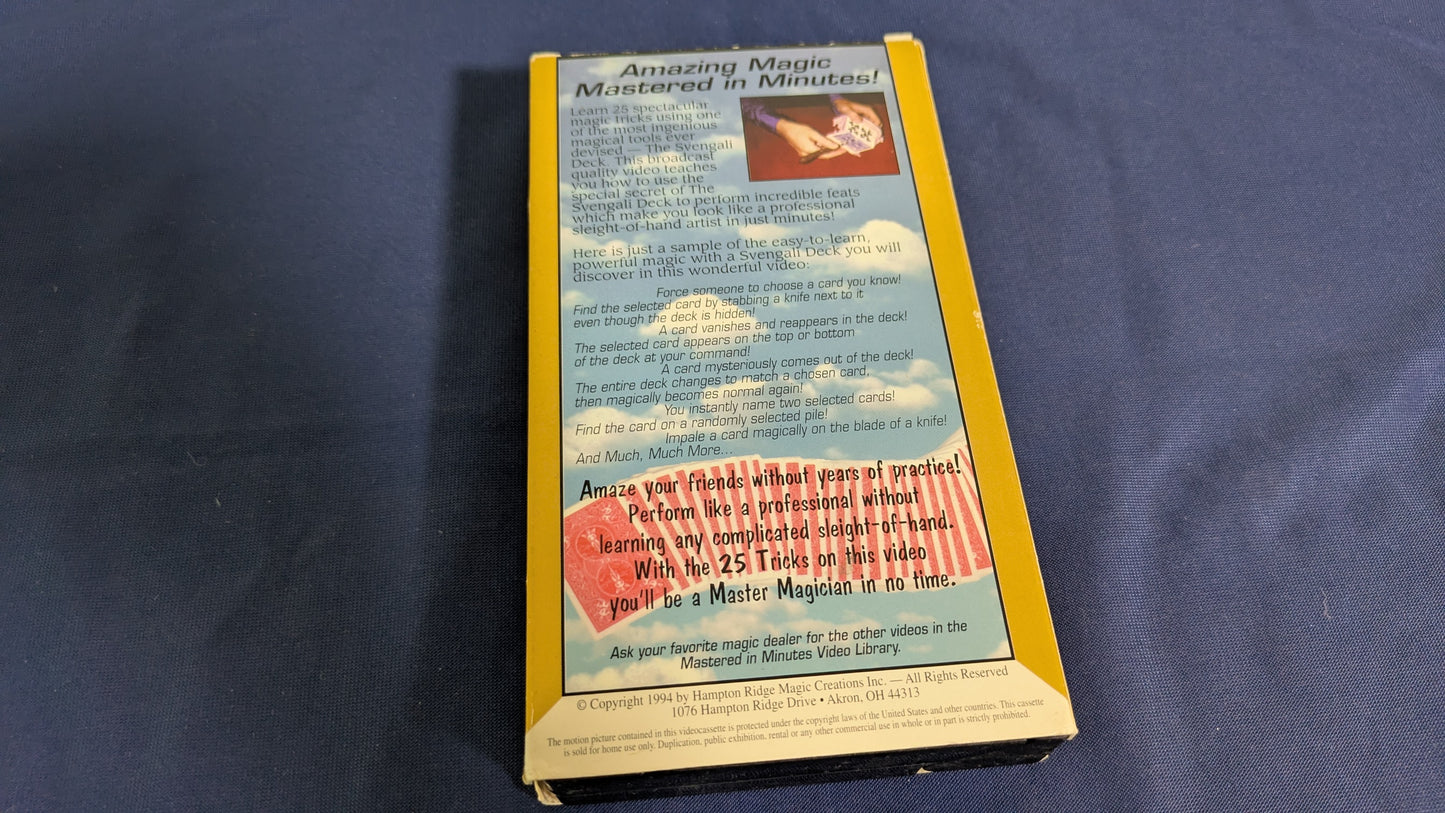 Amazing Magic
Mastered in Minutes!
Learn 25 spectacular
magic tricks using one
of the most ingenious
magical tools ever
devised — The Svengali
Deck. This broadcast
quality video teaches
you how to use the
special secret of The
Svengali Deck to perform incredible feats
which make you look like a professional
sleight-of-hand artist in just minutes!
Here is just a sample of the easy-to-learn,
powerful magic with a Svengali Deck you will
discover in this wonderful video:
Force someone to choose a card you know!
Find the selected card by stabbing a knife next to it
even though the deck is hidden!
A card vanishes and reappears in the deck!
The selected card appears on the top or bottom
of the deck at your command!
A card mysteriously comes out of the deck!
The entire deck changes to match a chosen card,
then magically becomes normal again!
You instantly name two selected cards!
Find the card on a randomly selected pile!
Impale a card magically on the blade of a knife!
And Much, Much More...
Amaze your friends without years of practice!
Perform like a professional without
learning any complicated sleight-of-hand.
With the 25 Tricks on this video
you'll be a Master Magician in no time.
Ask your favorite magic dealer for the other videos in the
Mastered in Minutes Video Library.
© Copyright 1994 by Hampton Ridge Magic Creations Inc. — All Rights Reserved
1076 Hampton Ridge Drive • Akron, OH 44313
The motion picture contained in this videocassette is protected under the copyright laws of the United States and other countries. This cassette
is sold for home use only. Duplication, public exhibition, rental or any other commercial use in whole or in part is strictly prohibited.